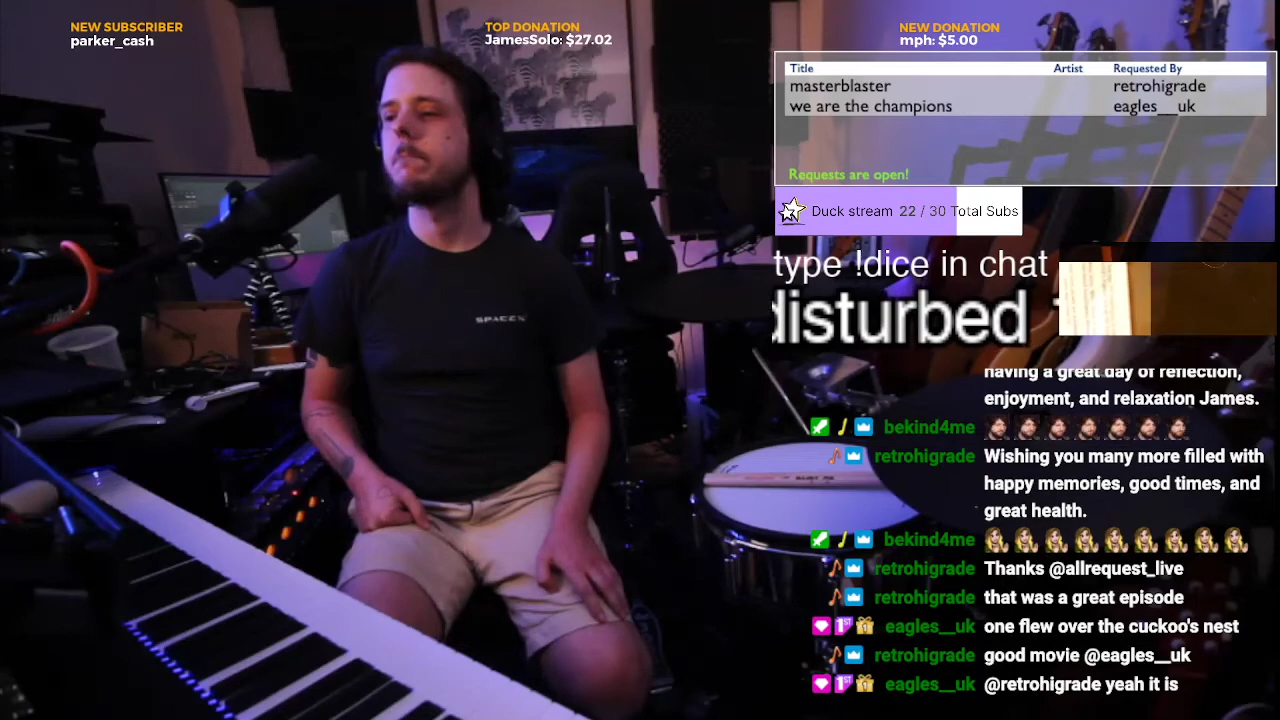 NEW SUBSCRIBER
parker_cash
TOP DONATION
JamesSolo: $27.02
NEW DONATION
mph: $5.00
Title Artist Requested By
masterblaster retrohigrade
we are the champions eagles__uk
Requests are open!
Duck stream 22 / 30 Total Subs
type !dice in chat
disturbed
SPACEX
having a great day of reflection,
enjoyment, and relaxation James.
bekind4me
retrohigrade Wishing you many more filled with
happy memories, good times, and
great health.
bekind4me
retrohigrade Thanks @allrequest_live
retrohigrade that was a great episode
eagles__uk one flew over the cuckoo's nest
retrohigrade good movie @eagles__uk
eagles__uk @retrohigrade yeah it is